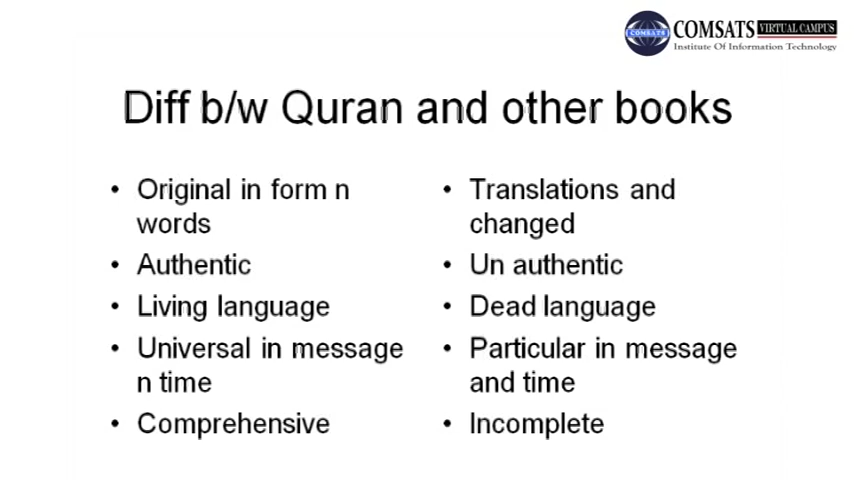 COMSATS
COMSATS VIRTUAL CAMPUS
Institute Of Information Technology
Diff b/w Quran and other books
• Original in form n
words
• Authentic
• Living language
• Universal in message
n time
• Comprehensive
• Translations and
changed
• Un authentic
• Dead language
• Particular in message
and time
• Incomplete